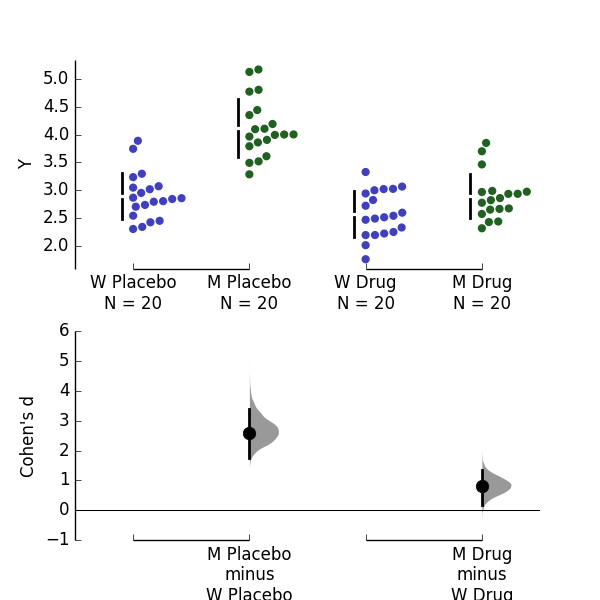 5.0
4.5
4.0
3.5
3.0
2.5
2.0
Y
W Placebo
N = 20
M Placebo
N = 20
W Drug
N = 20
M Drug
N = 20
6
5
4
3
2
1
0
−1
Cohen's d
M Placebo
minus
W Placebo
M Drug
minus
W Drug